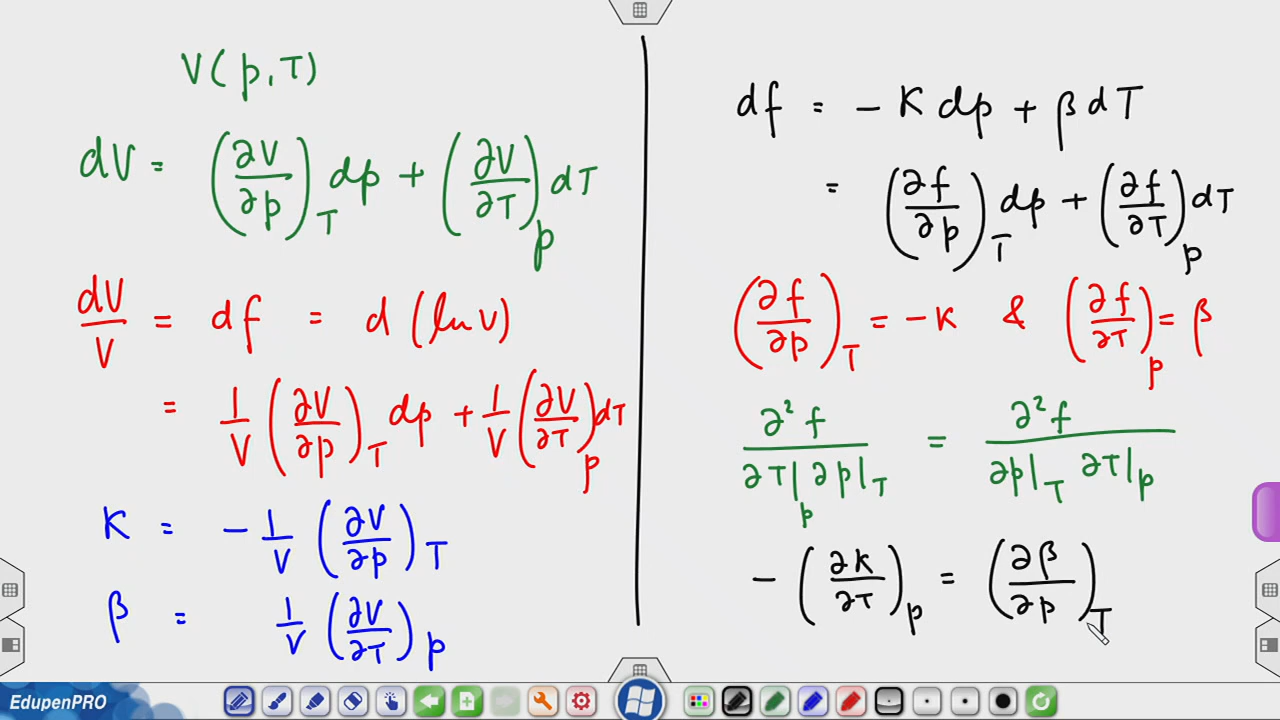 V(p,T)
dV = (∂V/∂p)_T dp + (∂V/∂T)_p dT
dV/V = df = d (ln V)
= 1/V (∂V/∂p)_T dp + 1/V (∂V/∂T)_p dT
K = - 1/V (∂V/∂p)_T
β = 1/V (∂V/∂T)_p
df = - K dp + β dT
= (∂f/∂p)_T dp + (∂f/∂T)_p dT
(∂f/∂p)_T = -K & (∂f/∂T)_p = β
∂²f / ∂T|_p ∂p|_T = ∂²f / ∂p|_T ∂T|_p
- (∂K/∂T)_p = (∂β/∂p)_T
EdupenPRO